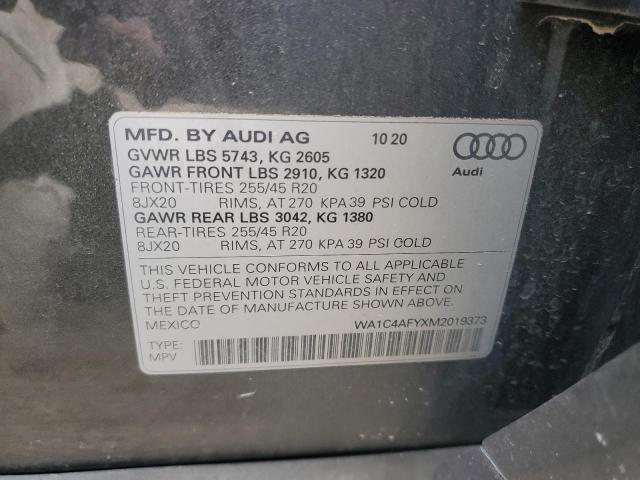 MFD. BY AUDI AG 10 20
GVWR LBS 5743, KG 2605
GAWR FRONT LBS 2910, KG 1320
FRONT-TIRES 255/45 R20
8JX20 RIMS, AT 270 KPA 39 PSI COLD
GAWR REAR LBS 3042, KG 1380
REAR-TIRES 255/45 R20
8JX20 RIMS, AT 270 KPA 39 PSI COLD
Audi
THIS VEHICLE CONFORMS TO ALL APPLICABLE
U.S. FEDERAL MOTOR VEHICLE SAFETY AND
THEFT PREVENTION STANDARDS IN EFFECT ON
THE DATE OF MANUFACTURE SHOWN ABOVE.
MEXICO WA1C4AFYXM2019373
TYPE:
MPV